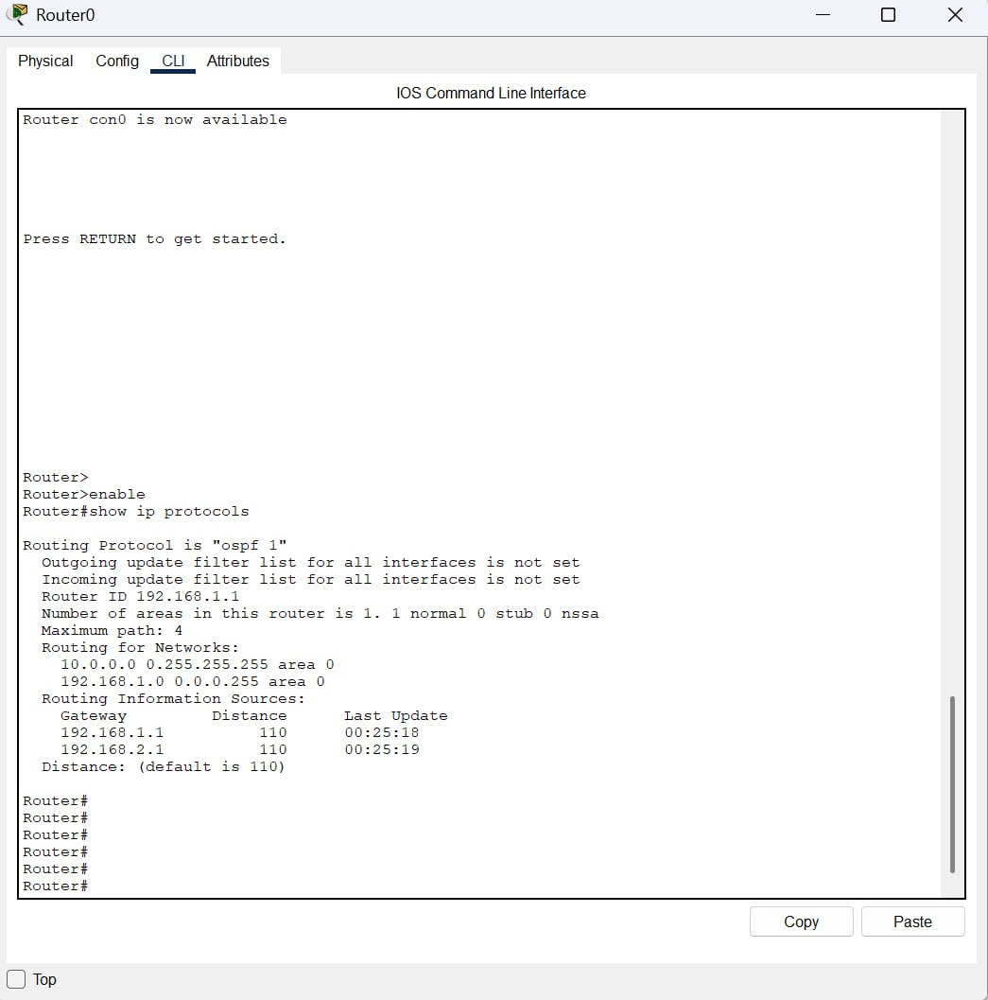 Router0
Physical Config CLI Attributes
IOS Command Line Interface
Router con0 is now available
Press RETURN to get started.
Router>
Router>enable
Router#show ip protocols
Routing Protocol is "ospf 1"
Outgoing update filter list for all interfaces is not set
Incoming update filter list for all interfaces is not set
Router ID 192.168.1.1
Number of areas in this router is 1. 1 normal 0 stub 0 nssa
Maximum path: 4
Routing for Networks:
10.0.0.0 0.255.255.255 area 0
192.168.1.0 0.0.0.255 area 0
Routing Information Sources:
Gateway Distance Last Update
192.168.1.1 110 00:25:18
192.168.2.1 110 00:25:19
Distance: (default is 110)
Router#
Router#
Router#
Router#
Router#
Router#
Copy Paste
Top